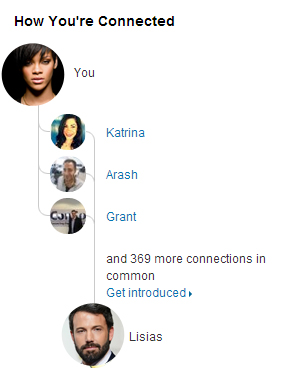 How You're Connected
You
Katrina
Arash
Grant
and 369 more connections in
common
Get introduced
Lisias